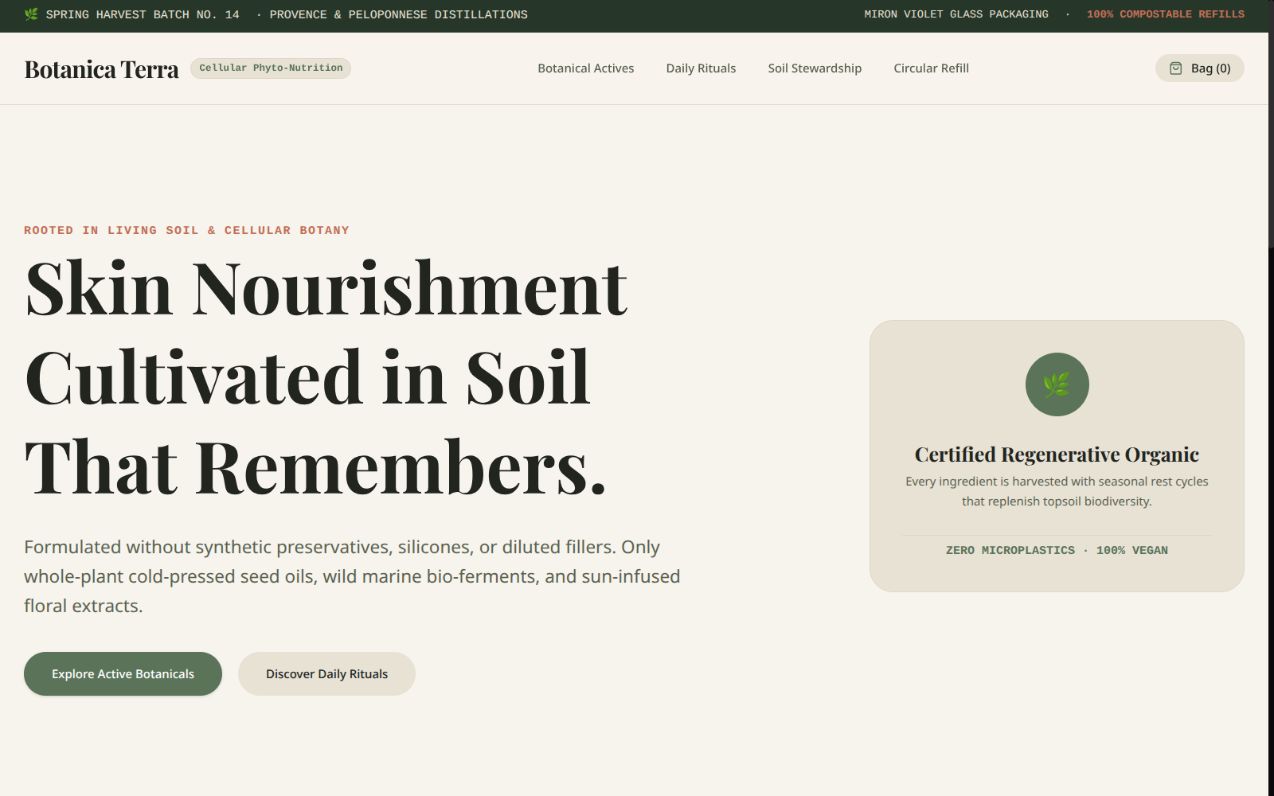 🌿 SPRING HARVEST BATCH NO. 14 · PROVENCE & PELOPONNESE DISTILLATIONS
MIRON VIOLET GLASS PACKAGING · 100% COMPOSTABLE REFILLS
Botanica Terra
Cellular Phyto-Nutrition
Botanical Actives
Daily Rituals
Soil Stewardship
Circular Refill
Bag (0)
ROOTED IN LIVING SOIL & CELLULAR BOTANY
Skin Nourishment
Cultivated in Soil
That Remembers.
Formulated without synthetic preservatives, silicones, or diluted fillers. Only
whole-plant cold-pressed seed oils, wild marine bio-ferments, and sun-infused
floral extracts.
Explore Active Botanicals
Discover Daily Rituals
Certified Regenerative Organic
Every ingredient is harvested with seasonal rest cycles
that replenish topsoil biodiversity.
ZERO MICROPLASTICS · 100% VEGAN